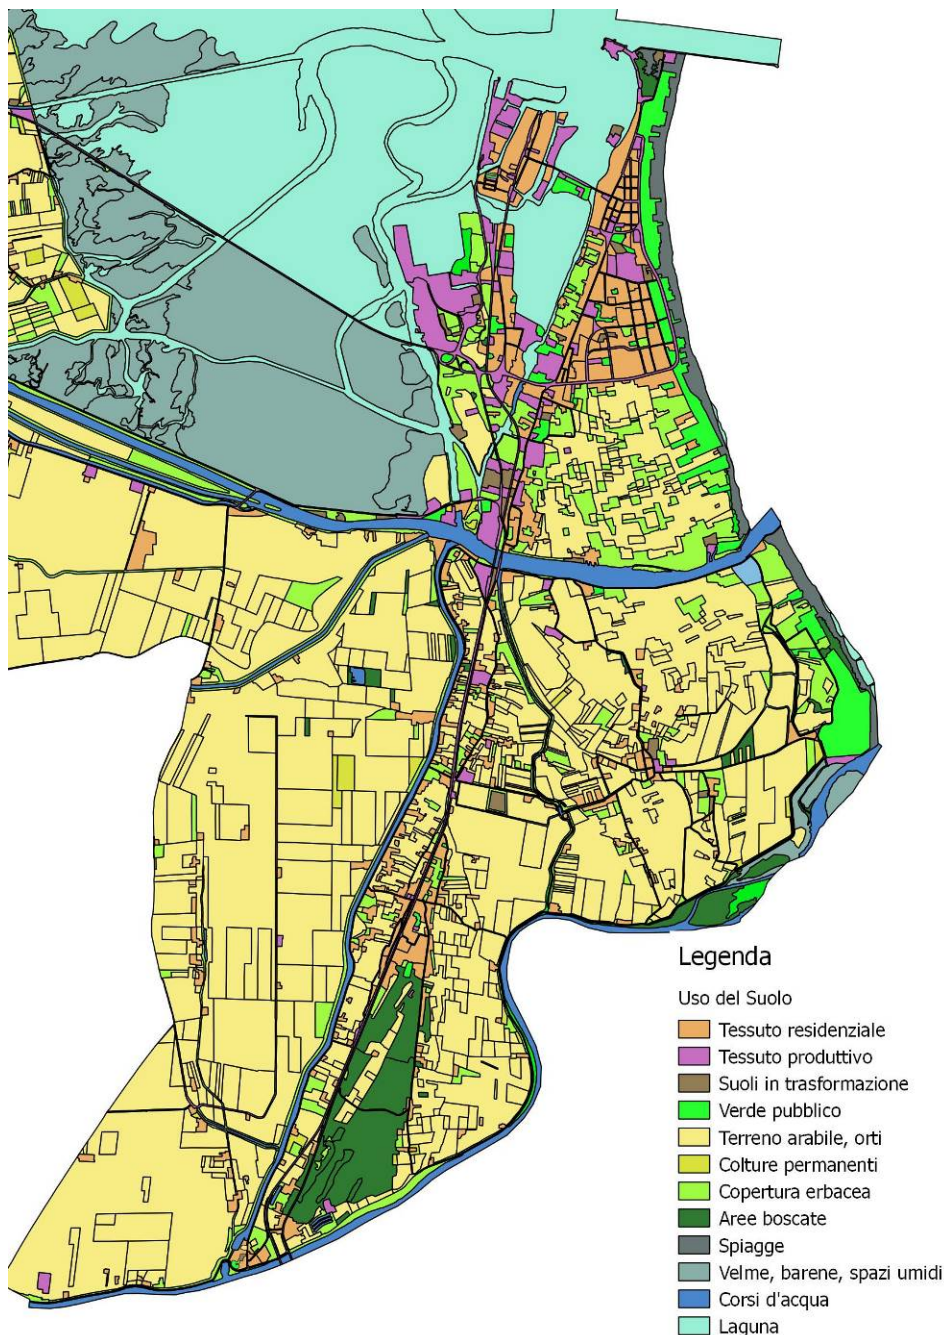 Legenda
Uso del Suolo
Tessuto residenziale
Tessuto produttivo
Suoli in trasformazione
Verde pubblico
Terreno arabile, orti
Colture permanenti
Copertura erbacea
Aree boscate
Spiagge
Velme, barene, spazi umidi
Corsi d'acqua
Laguna